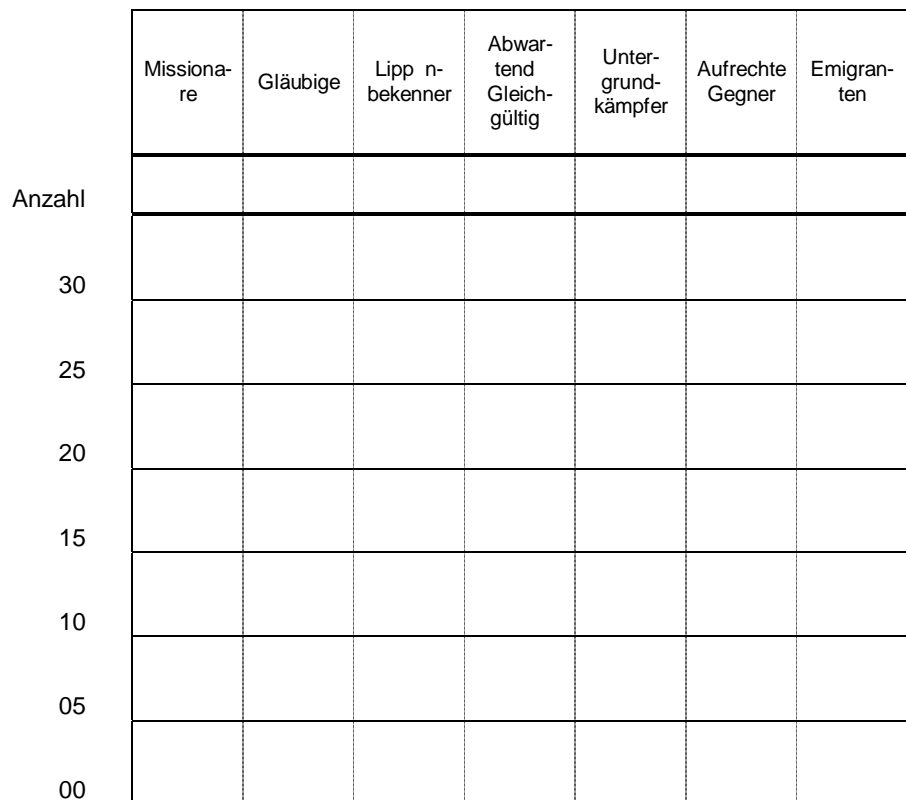 Missiona-
re
Gläubige
Lipp n-
bekenner
Abwar-
tend
Gleich-
gültig
Unter-
grund-
kämpfer
Aufrechte
Gegner
Emigran-
ten
Anzahl
30
25
20
15
10
05
00